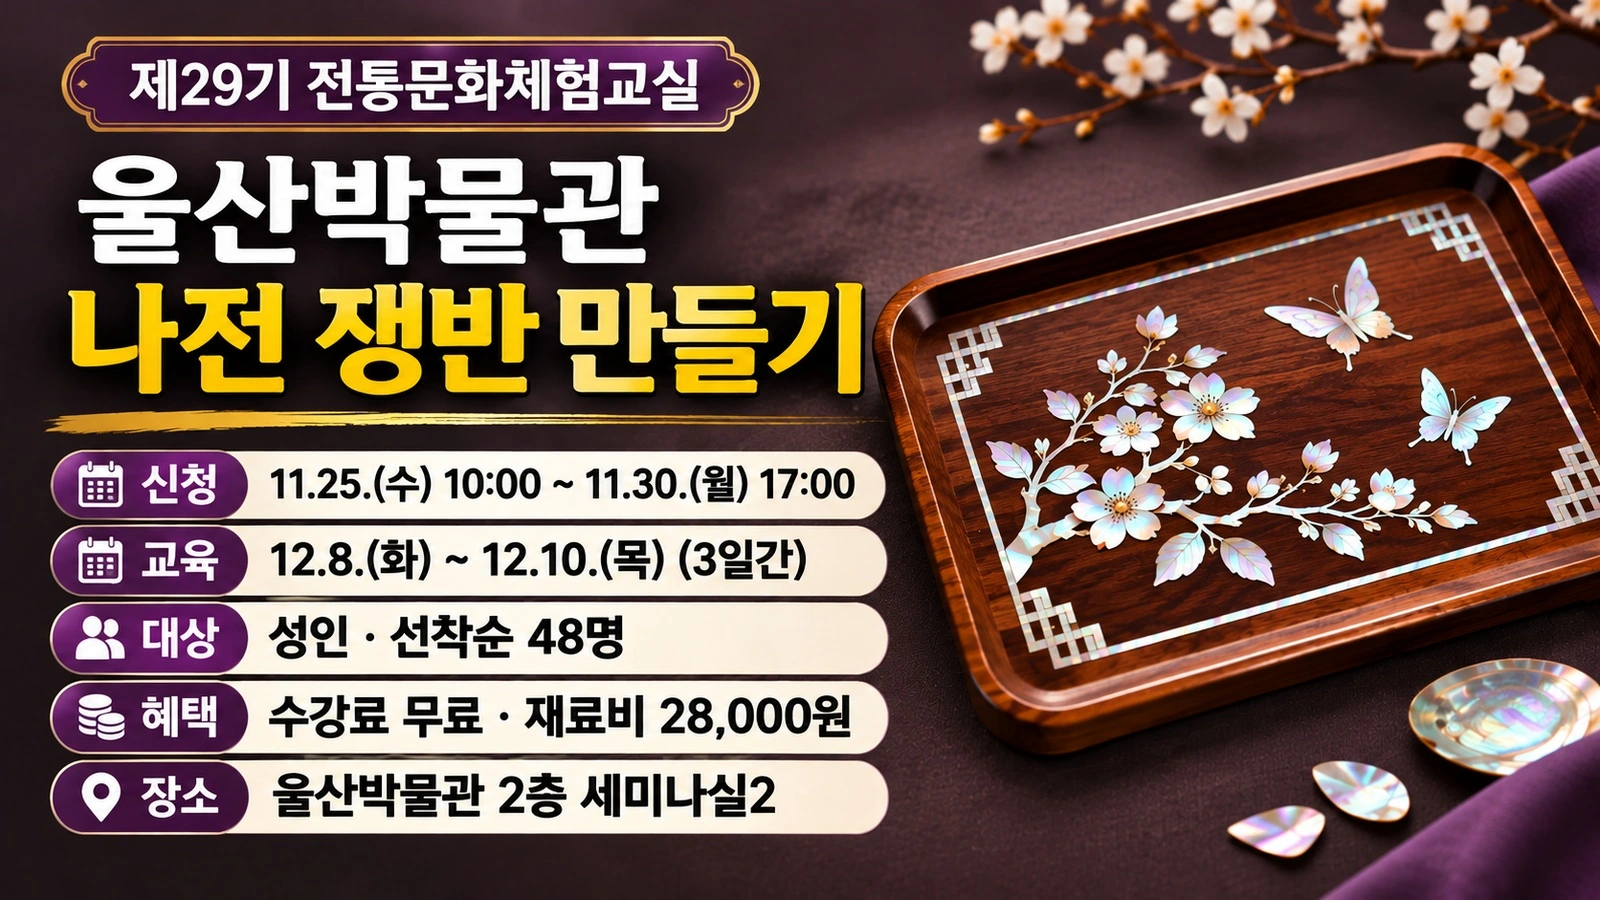 제29기 전통문화체험교실
울산박물관
나전 쟁반 만들기
신청 11.25.(수) 10:00 ~ 11.30.(월) 17:00
교육 12.8.(화) ~ 12.10.(목) (3일간)
대상 성인 · 선착순 48명
혜택 수강료 무료 · 재료비 28,000원
장소 울산박물관 2층 세미나실2